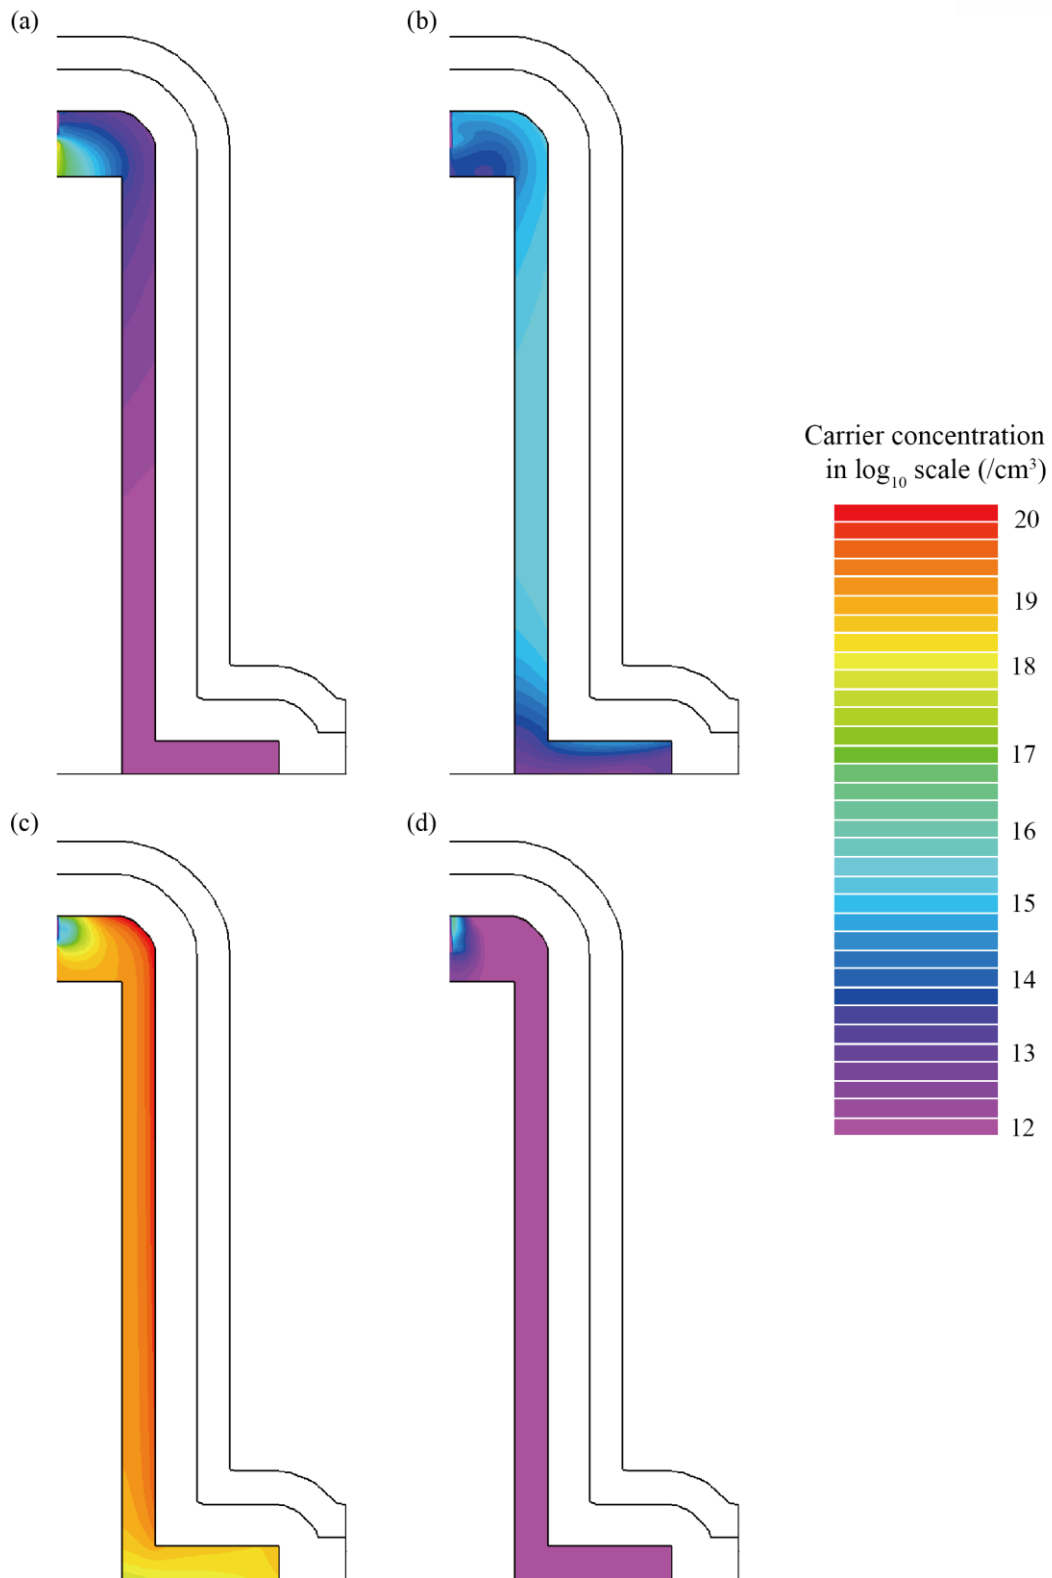 (a)
(b)
Carrier concentration
in log₁₀ scale (/cm³)
20
19
18
17
16
15
14
13
12
(c)
(d)